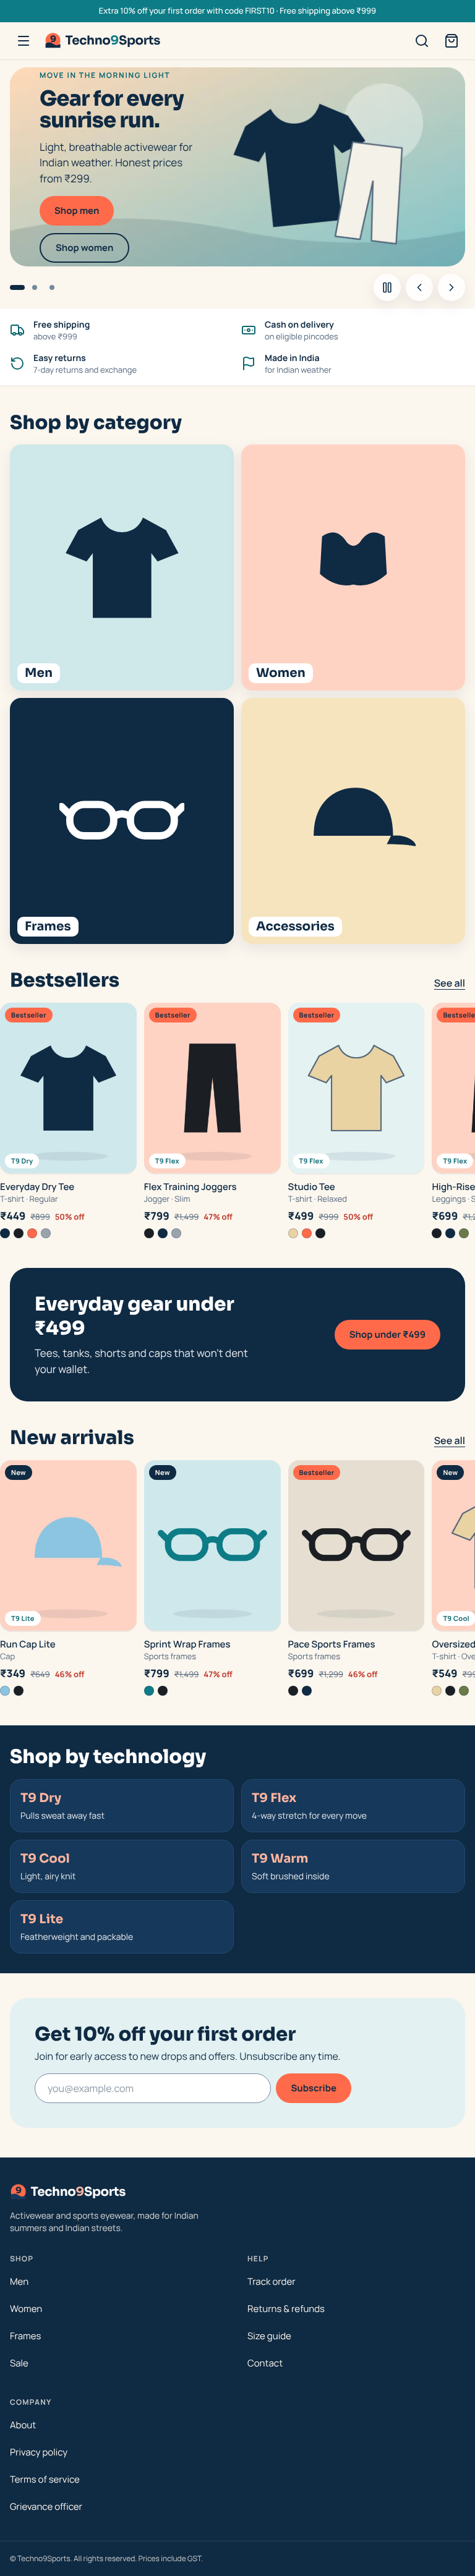 Extra 10% off your first order with code FIRST10 · Free shipping above ₹999
9 Techno9Sports
MOVE IN THE MORNING LIGHT
Gear for every
sunrise run.
Light, breathable activewear for
Indian weather. Honest prices
from ₹299.
Shop men
Shop women
Free shipping
above ₹999
Cash on delivery
on eligible pincodes
Easy returns
7-day returns and exchange
Made in India
for Indian weather
Shop by category
Men
Women
Frames
Accessories
Bestsellers
See all
Bestseller
T9 Dry
Everyday Dry Tee
T-shirt · Regular
₹449 ₹899 50% off
Bestseller
T9 Flex
Flex Training Joggers
Jogger · Slim
₹799 ₹1,499 47% off
Bestseller
T9 Flex
Studio Tee
T-shirt · Relaxed
₹499 ₹999 50% off
Bestselle
T9 Flex
High-Rise
Leggings · S
₹699
Everyday gear under
₹499
Tees, tanks, shorts and caps that won't dent
your wallet.
Shop under ₹499
New arrivals
See all
New
T9 Lite
Run Cap Lite
Cap
₹349 ₹649 46% off
New
Sprint Wrap Frames
Sports frames
₹799 ₹1,499 47% off
Bestseller
Pace Sports Frames
Sports frames
₹699 ₹1,299 46% off
New
T9 Cool
Oversized
T-shirt · Ove
₹549
Shop by technology
T9 Dry
Pulls sweat away fast
T9 Flex
4-way stretch for every move
T9 Cool
Light, airy knit
T9 Warm
Soft brushed inside
T9 Lite
Featherweight and packable
Get 10% off your first order
Join for early access to new drops and offers. Unsubscribe any time.
you@example.com
Subscribe
9 Techno9Sports
Activewear and sports eyewear, made for Indian
summers and Indian streets.
SHOP
Men
Women
Frames
Sale
HELP
Track order
Returns & refunds
Size guide
Contact
COMPANY
About
Privacy policy
Terms of service
Grievance officer
© Techno9Sports. All rights reserved. Prices include GST.